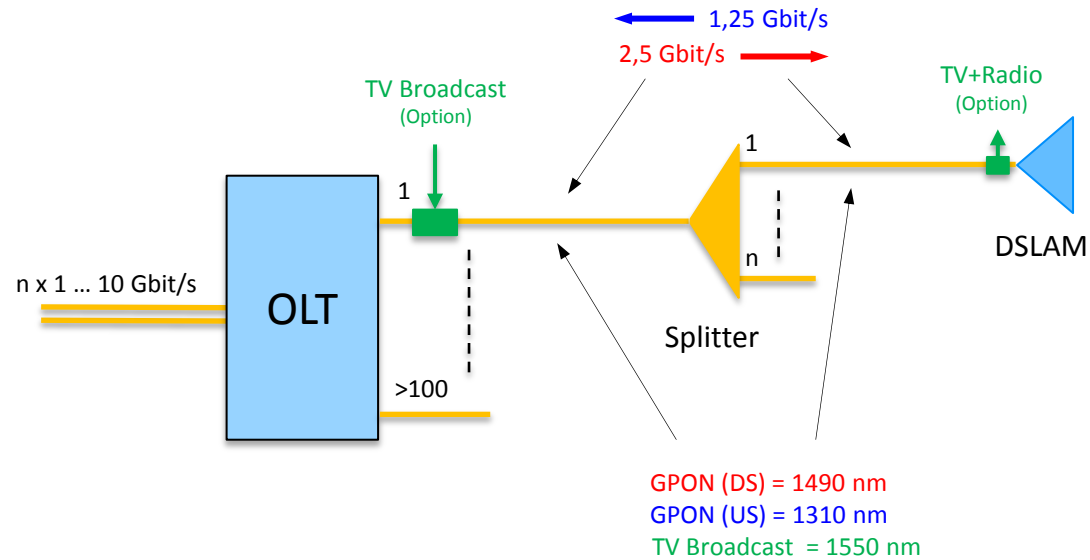 1,25 Gbit/s
2,5 Gbit/s
TV Broadcast
(Option)
TV+Radio
(Option)
1
1
n
DSLAM
n x 1 ... 10 Gbit/s
OLT
Splitter
>100
GPON (DS) = 1490 nm
GPON (US) = 1310 nm
TV Broadcast = 1550 nm